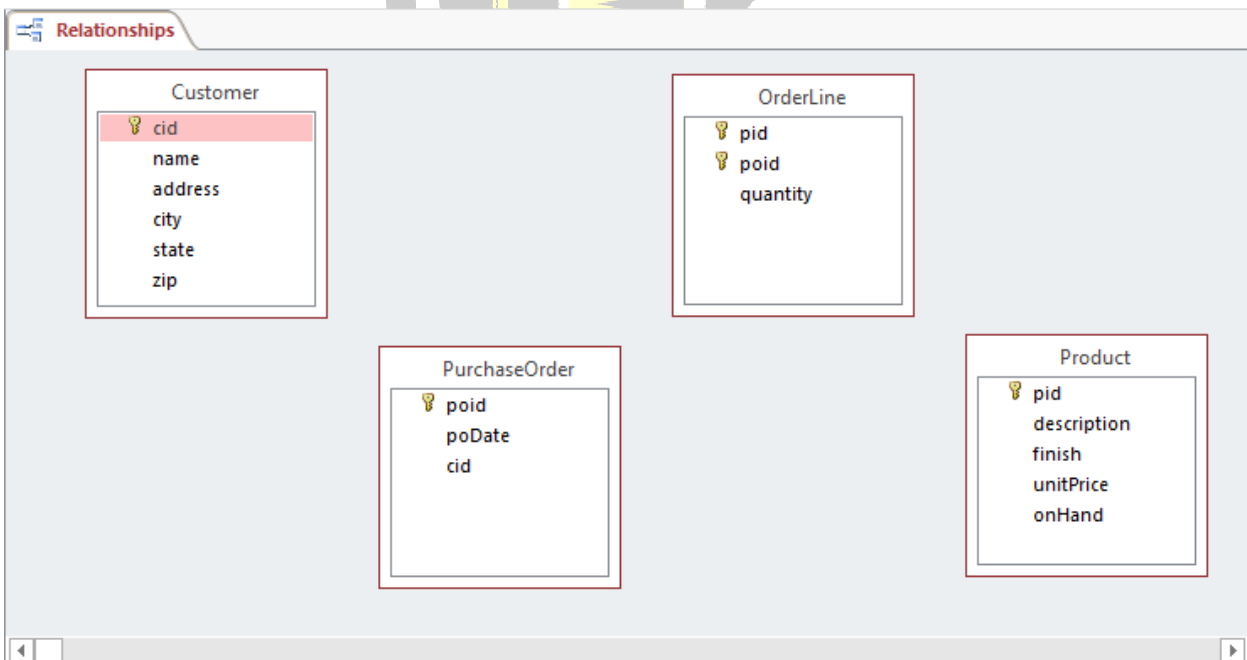 Relationships
Customer
cid
name
address
city
state
zip
OrderLine
pid
poid
quantity
PurchaseOrder
poid
poDate
cid
Product
pid
description
finish
unitPrice
onHand